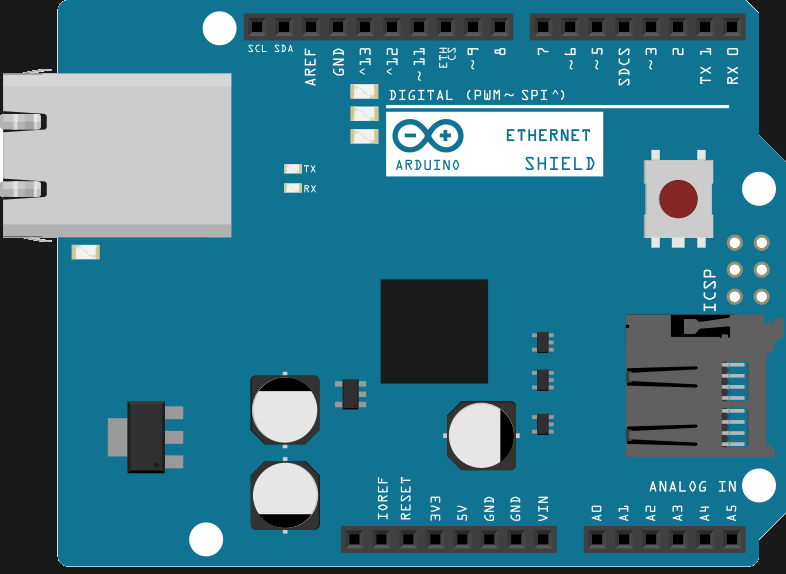 SCL SDA
AREF
GND
^13
^12
~11
ETH CS
~9
8
7
~6
~5
SDCS
~3
2
TX 1
RX 0
DIGITAL (PWM~ SPI^)
ETHERNET
SHIELD
ARDUINO
TX
RX
ICSP
ANALOG IN
IOREF
RESET
3V3
5V
GND
GND
VIN
A0
A1
A2
A3
A4
A5